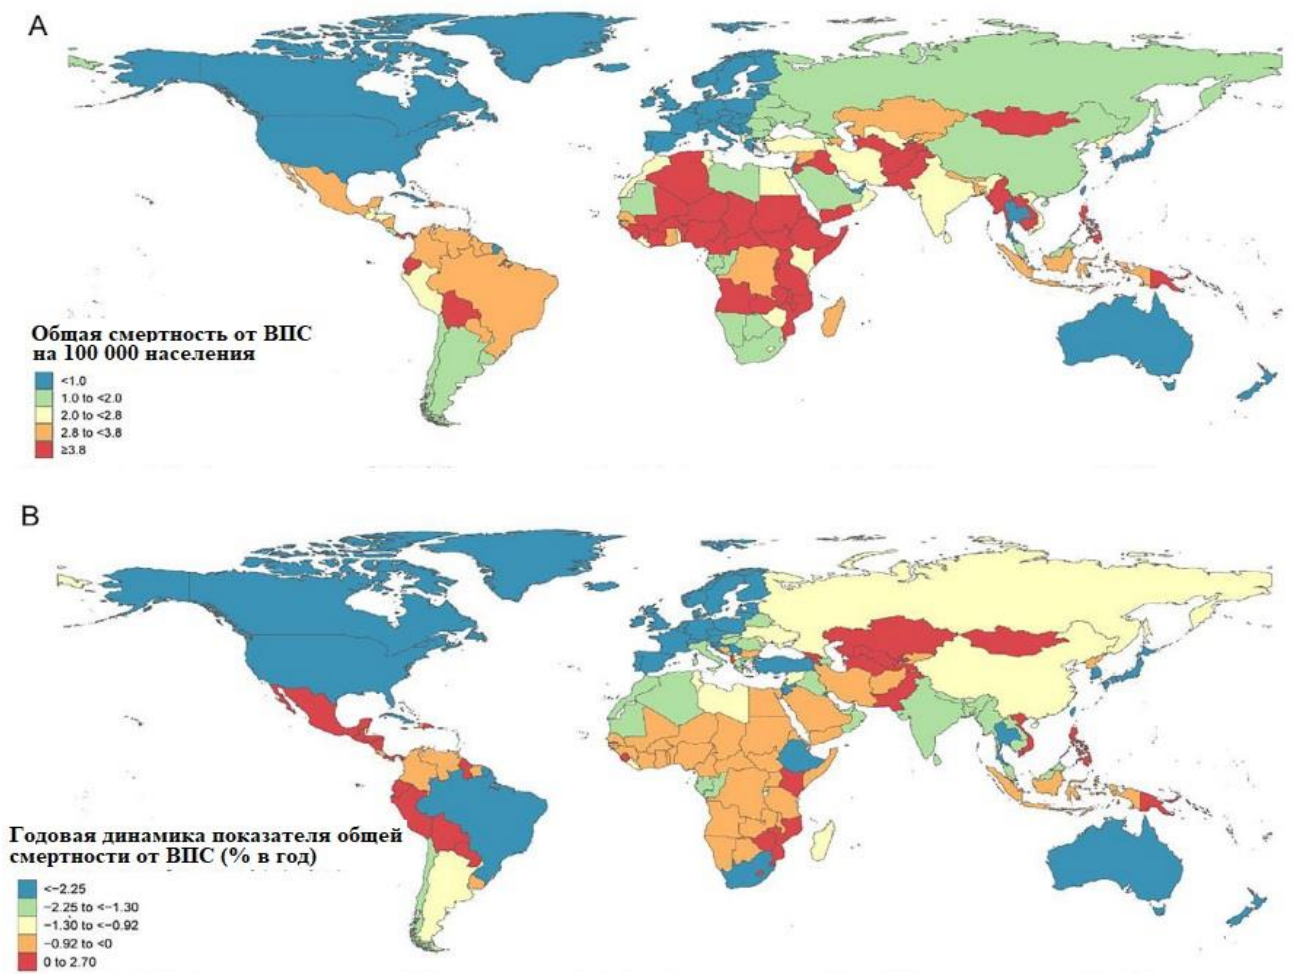 A
Общая смертность от ВПС
на 100 000 населения
<1.0
1.0 to <2.0
2.0 to <2.8
2.8 to <3.8
≥3.8
B
Годовая динамика показателя общей
смертности от ВПС (% в год)
<−2.25
−2.25 to <−1.30
−1.30 to <−0.92
−0.92 to <0
0 to 2.70